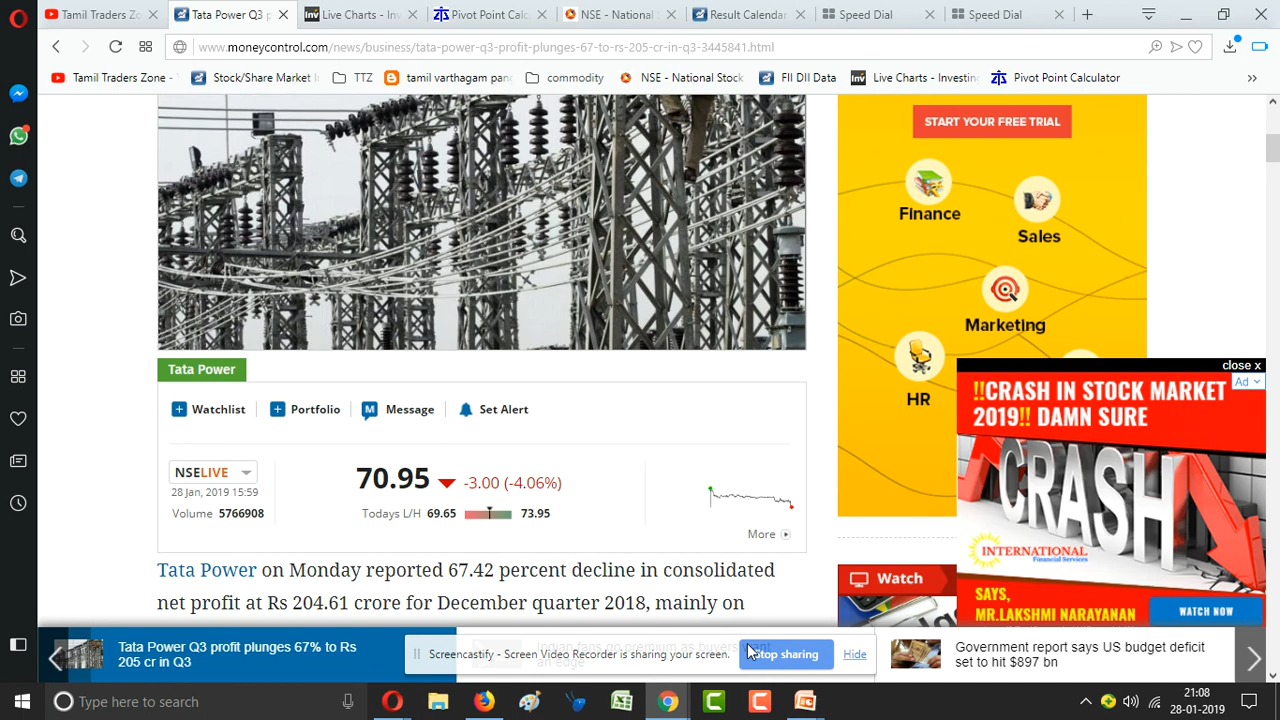 Tamil Traders Zone
Tata Power Q3 p
Live Charts - Inv
Pivot Point Calc
NSE - National
Result Calendar
Speed Dial
Speed Dial
www.moneycontrol.com/news/business/tata-power-q3-profit-plunges-67-to-rs-205-cr-in-q3-3445841.html
Tamil Traders Zone -
Stock/Share Market
TTZ
tamil varthagam pan
commodity
NSE - National Stock
FII DII Data
Live Charts - Investin
Pivot Point Calculator
START YOUR FREE TRIAL
Finance
Sales
Marketing
HR
Tata Power
Watchlist
Portfolio
Message
Set Alert
NSELIVE
28 Jan, 2019 15:59
Volume 5766908
70.95 -3.00 (-4.06%)
Todays L/H 69.65 73.95
More
close x
Ad
!!CRASH IN STOCK MARKET
2019!! DAMN SURE
CRASH
INTERNATIONAL
Financial Services
SAYS,
MR.LAKSHMI NARAYANAN
WATCH NOW
Watch
Tata Power on Monday reported 67.42 percent decline in consolidated
net profit at Rs 204.61 crore for December quarter 2018, mainly on
Tata Power Q3 profit plunges 67% to Rs
205 cr in Q3
Screencastify - Screen Video Recorder is sharing your screen.
Stop sharing
Hide
an edge
Government report says US budget deficit
set to hit $897 bn
Type here to search
21:08
28-01-2019